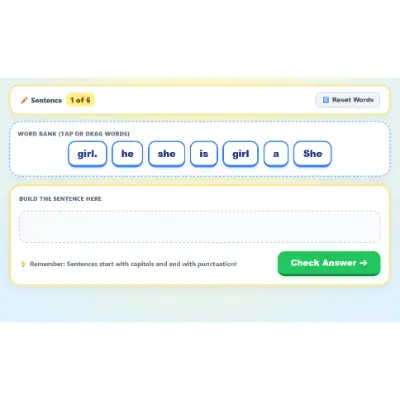 Sentence 1 of 6
Reset Words
WORD BANK (TAP OR DRAG WORDS)
girl. he she is girl a She
BUILD THE SENTENCE HERE
Remember: Sentences start with capitals and end with punctuation!
Check Answer →